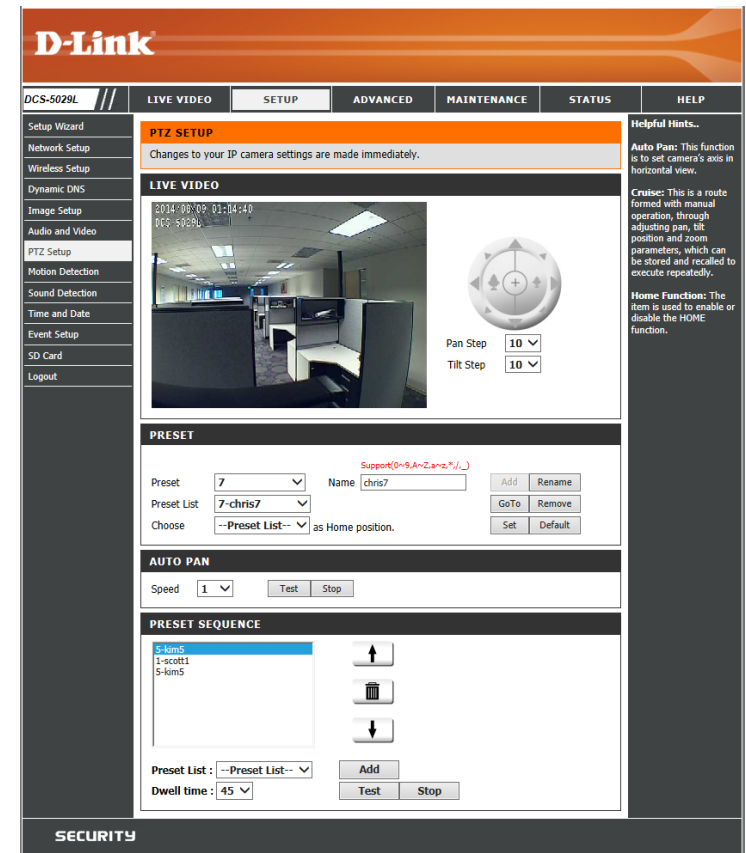 D-Link
DCS-5029L // LIVE VIDEO SETUP ADVANCED MAINTENANCE STATUS HELP
Setup Wizard
Network Setup
Wireless Setup
Dynamic DNS
Image Setup
Audio and Video
PTZ Setup
Motion Detection
Sound Detection
Time and Date
Event Setup
SD Card
Logout
PTZ SETUP
Changes to your IP camera settings are made immediately.
LIVE VIDEO
2014/08/09 01:04:40
DCS-5029L
Pan Step 10
Tilt Step 10
PRESET
Support(0~9,A~Z,a~z,*,/,_)
Preset 7 Name chris7 Add Rename
Preset List 7-chris7 GoTo Remove
Choose --Preset List-- as Home position. Set Default
AUTO PAN
Speed 1 Test Stop
PRESET SEQUENCE
5-kim5
1-scott1
5-kim5
Preset List : --Preset List-- Add
Dwell time : 45 Test Stop
Helpful Hints..
Auto Pan: This function
is to set camera's axis in
horizontal view.
Cruise: This is a route
formed with manual
operation, through
adjusting pan, tilt
position and zoom
parameters, which can
be stored and recalled to
execute repeatedly.
Home Function: The
item is used to enable or
disable the HOME
function.
SECURITY